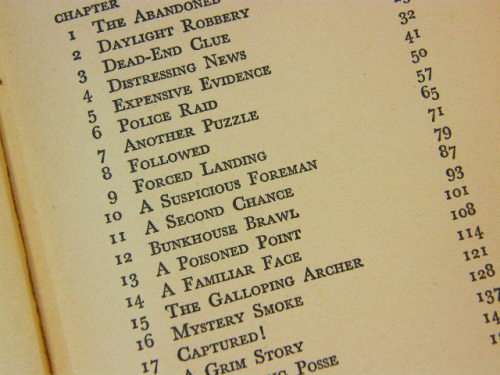 CHAPTER
1 THE ABANDONED
2 DAYLIGHT ROBBERY
3 DEAD-END CLUE
4 DISTRESSING NEWS 32
5 EXPENSIVE EVIDENCE 41
6 POLICE RAID 50
7 ANOTHER PUZZLE 57
8 FOLLOWED 65
9 FORCED LANDING 71
10 A SUSPICIOUS FOREMAN 79
11 A SECOND CHANCE 87
12 BUNKHOUSE BRAWL 93
13 A POISONED POINT 101
14 A FAMILIAR FACE 108
15 THE GALLOPING ARCHER 114
16 MYSTERY SMOKE 121
17 CAPTURED! 128
A GRIM STORY 137
POSSE